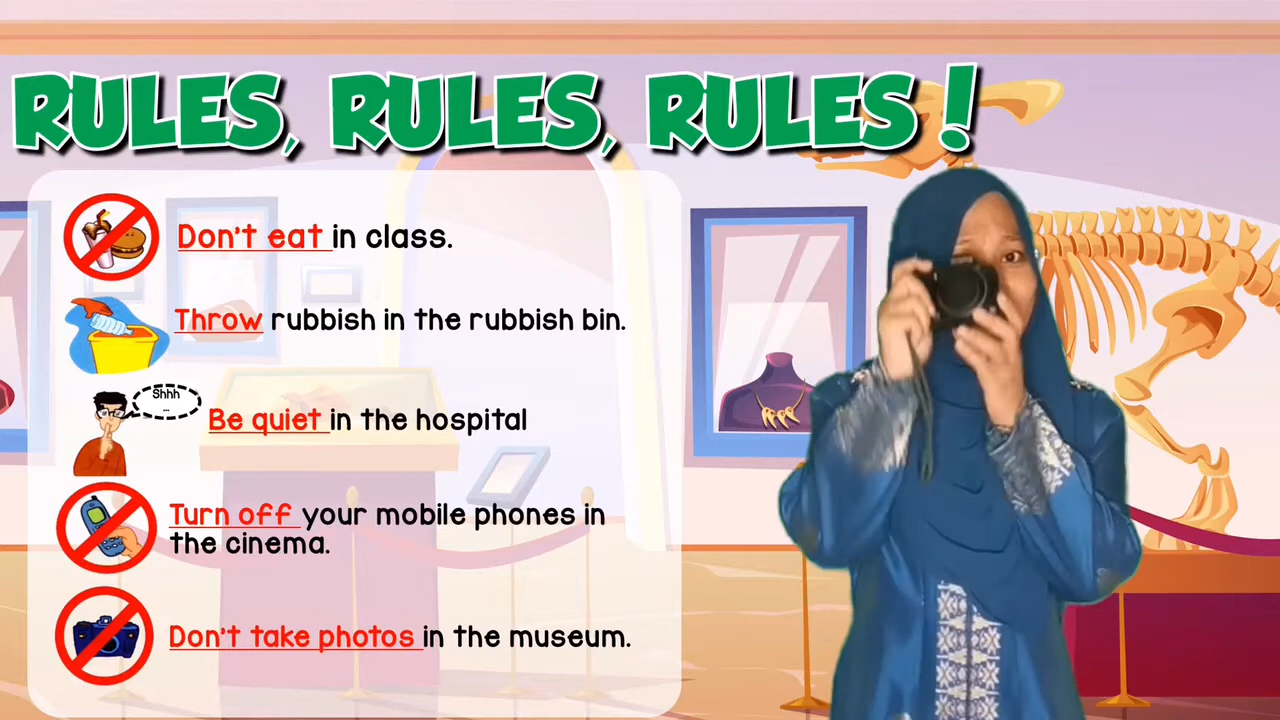 RULES, RULES, RULES!
Don't eat in class.
Throw rubbish in the rubbish bin.
Shhh
...
Be quiet in the hospital
Turn off your mobile phones in
the cinema.
Don't take photos in the museum.